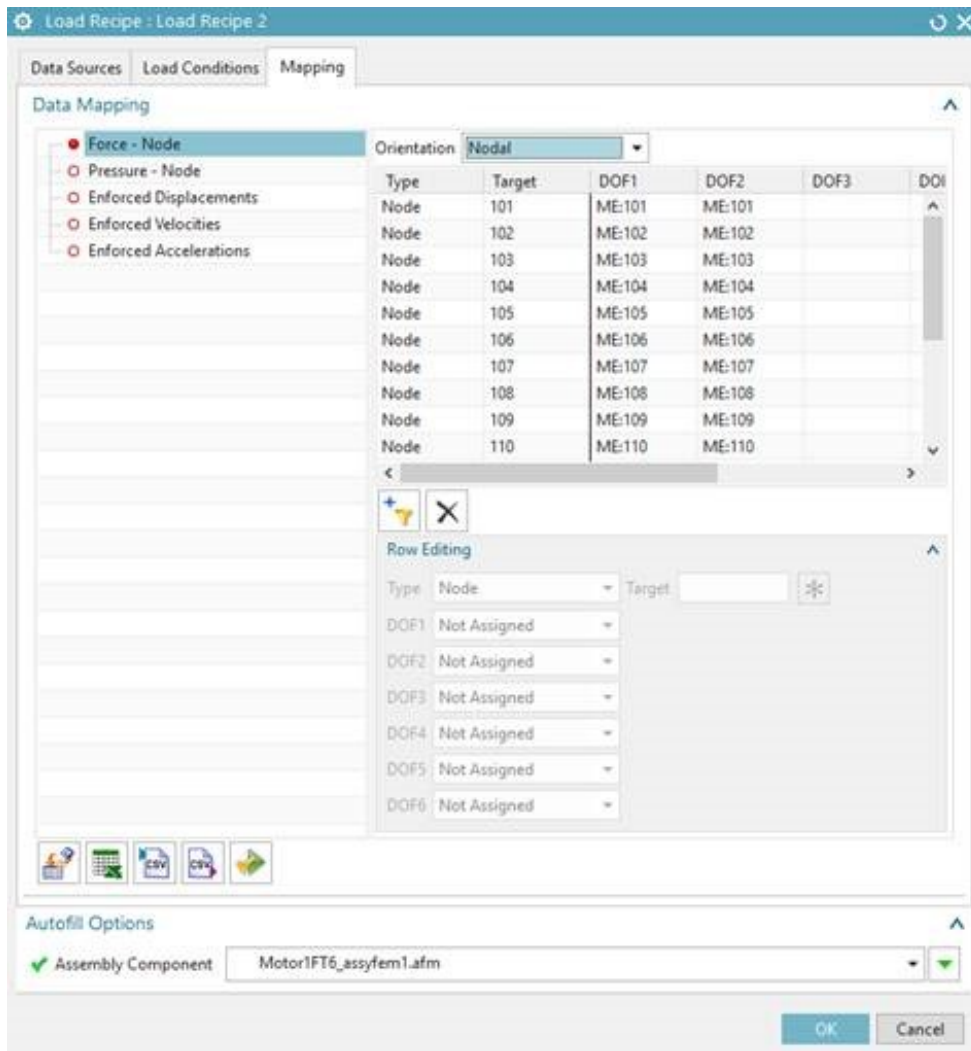 Load Recipe : Load Recipe 2
Data Sources Load Conditions Mapping
Data Mapping
Force - Node
Pressure - Node
Enforced Displacements
Enforced Velocities
Enforced Accelerations
Orientation Nodal
Type Target DOF1 DOF2 DOF3 DOI
Node 101 ME:101 ME:101
Node 102 ME:102 ME:102
Node 103 ME:103 ME:103
Node 104 ME:104 ME:104
Node 105 ME:105 ME:105
Node 106 ME:106 ME:106
Node 107 ME:107 ME:107
Node 108 ME:108 ME:108
Node 109 ME:109 ME:109
Node 110 ME:110 ME:110
Row Editing
Type Node Target
DOF1 Not Assigned
DOF2 Not Assigned
DOF3 Not Assigned
DOF4 Not Assigned
DOF5 Not Assigned
DOF6 Not Assigned
CSV CSV
Autofill Options
Assembly Component Motor1FT6_assyfem1.afm
OK Cancel